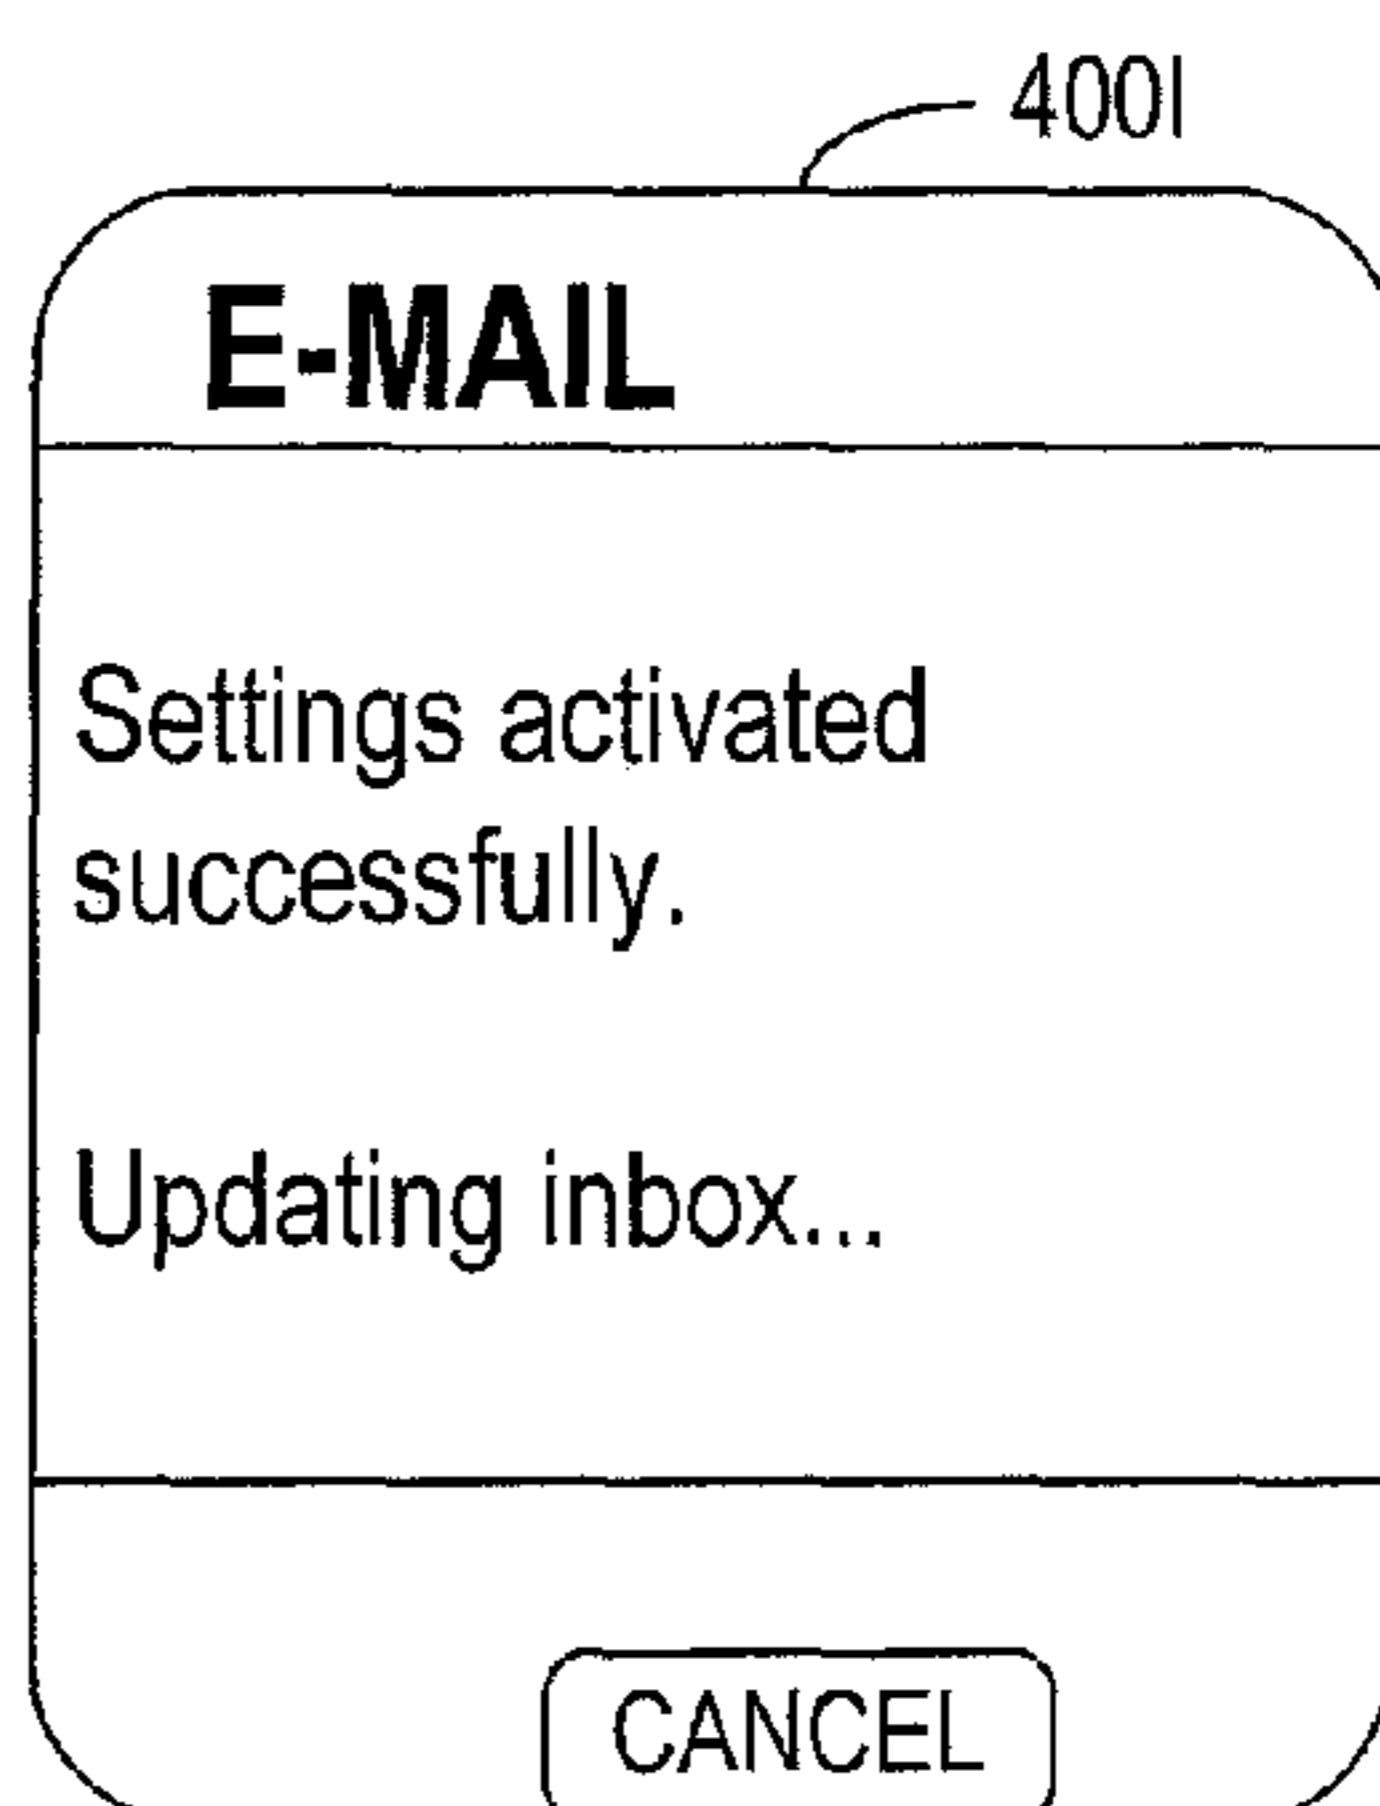 400I
E-MAIL
Settings activated
successfully.
Updating inbox...
CANCEL